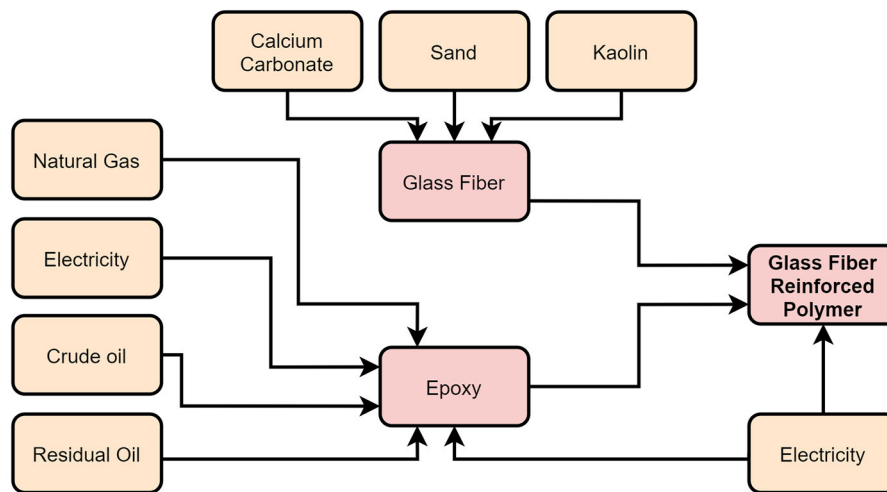 Calcium
Carbonate
Sand
Kaolin
Natural Gas
Glass Fiber
Electricity
Glass Fiber
Reinforced
Polymer
Crude oil
Epoxy
Residual Oil
Electricity